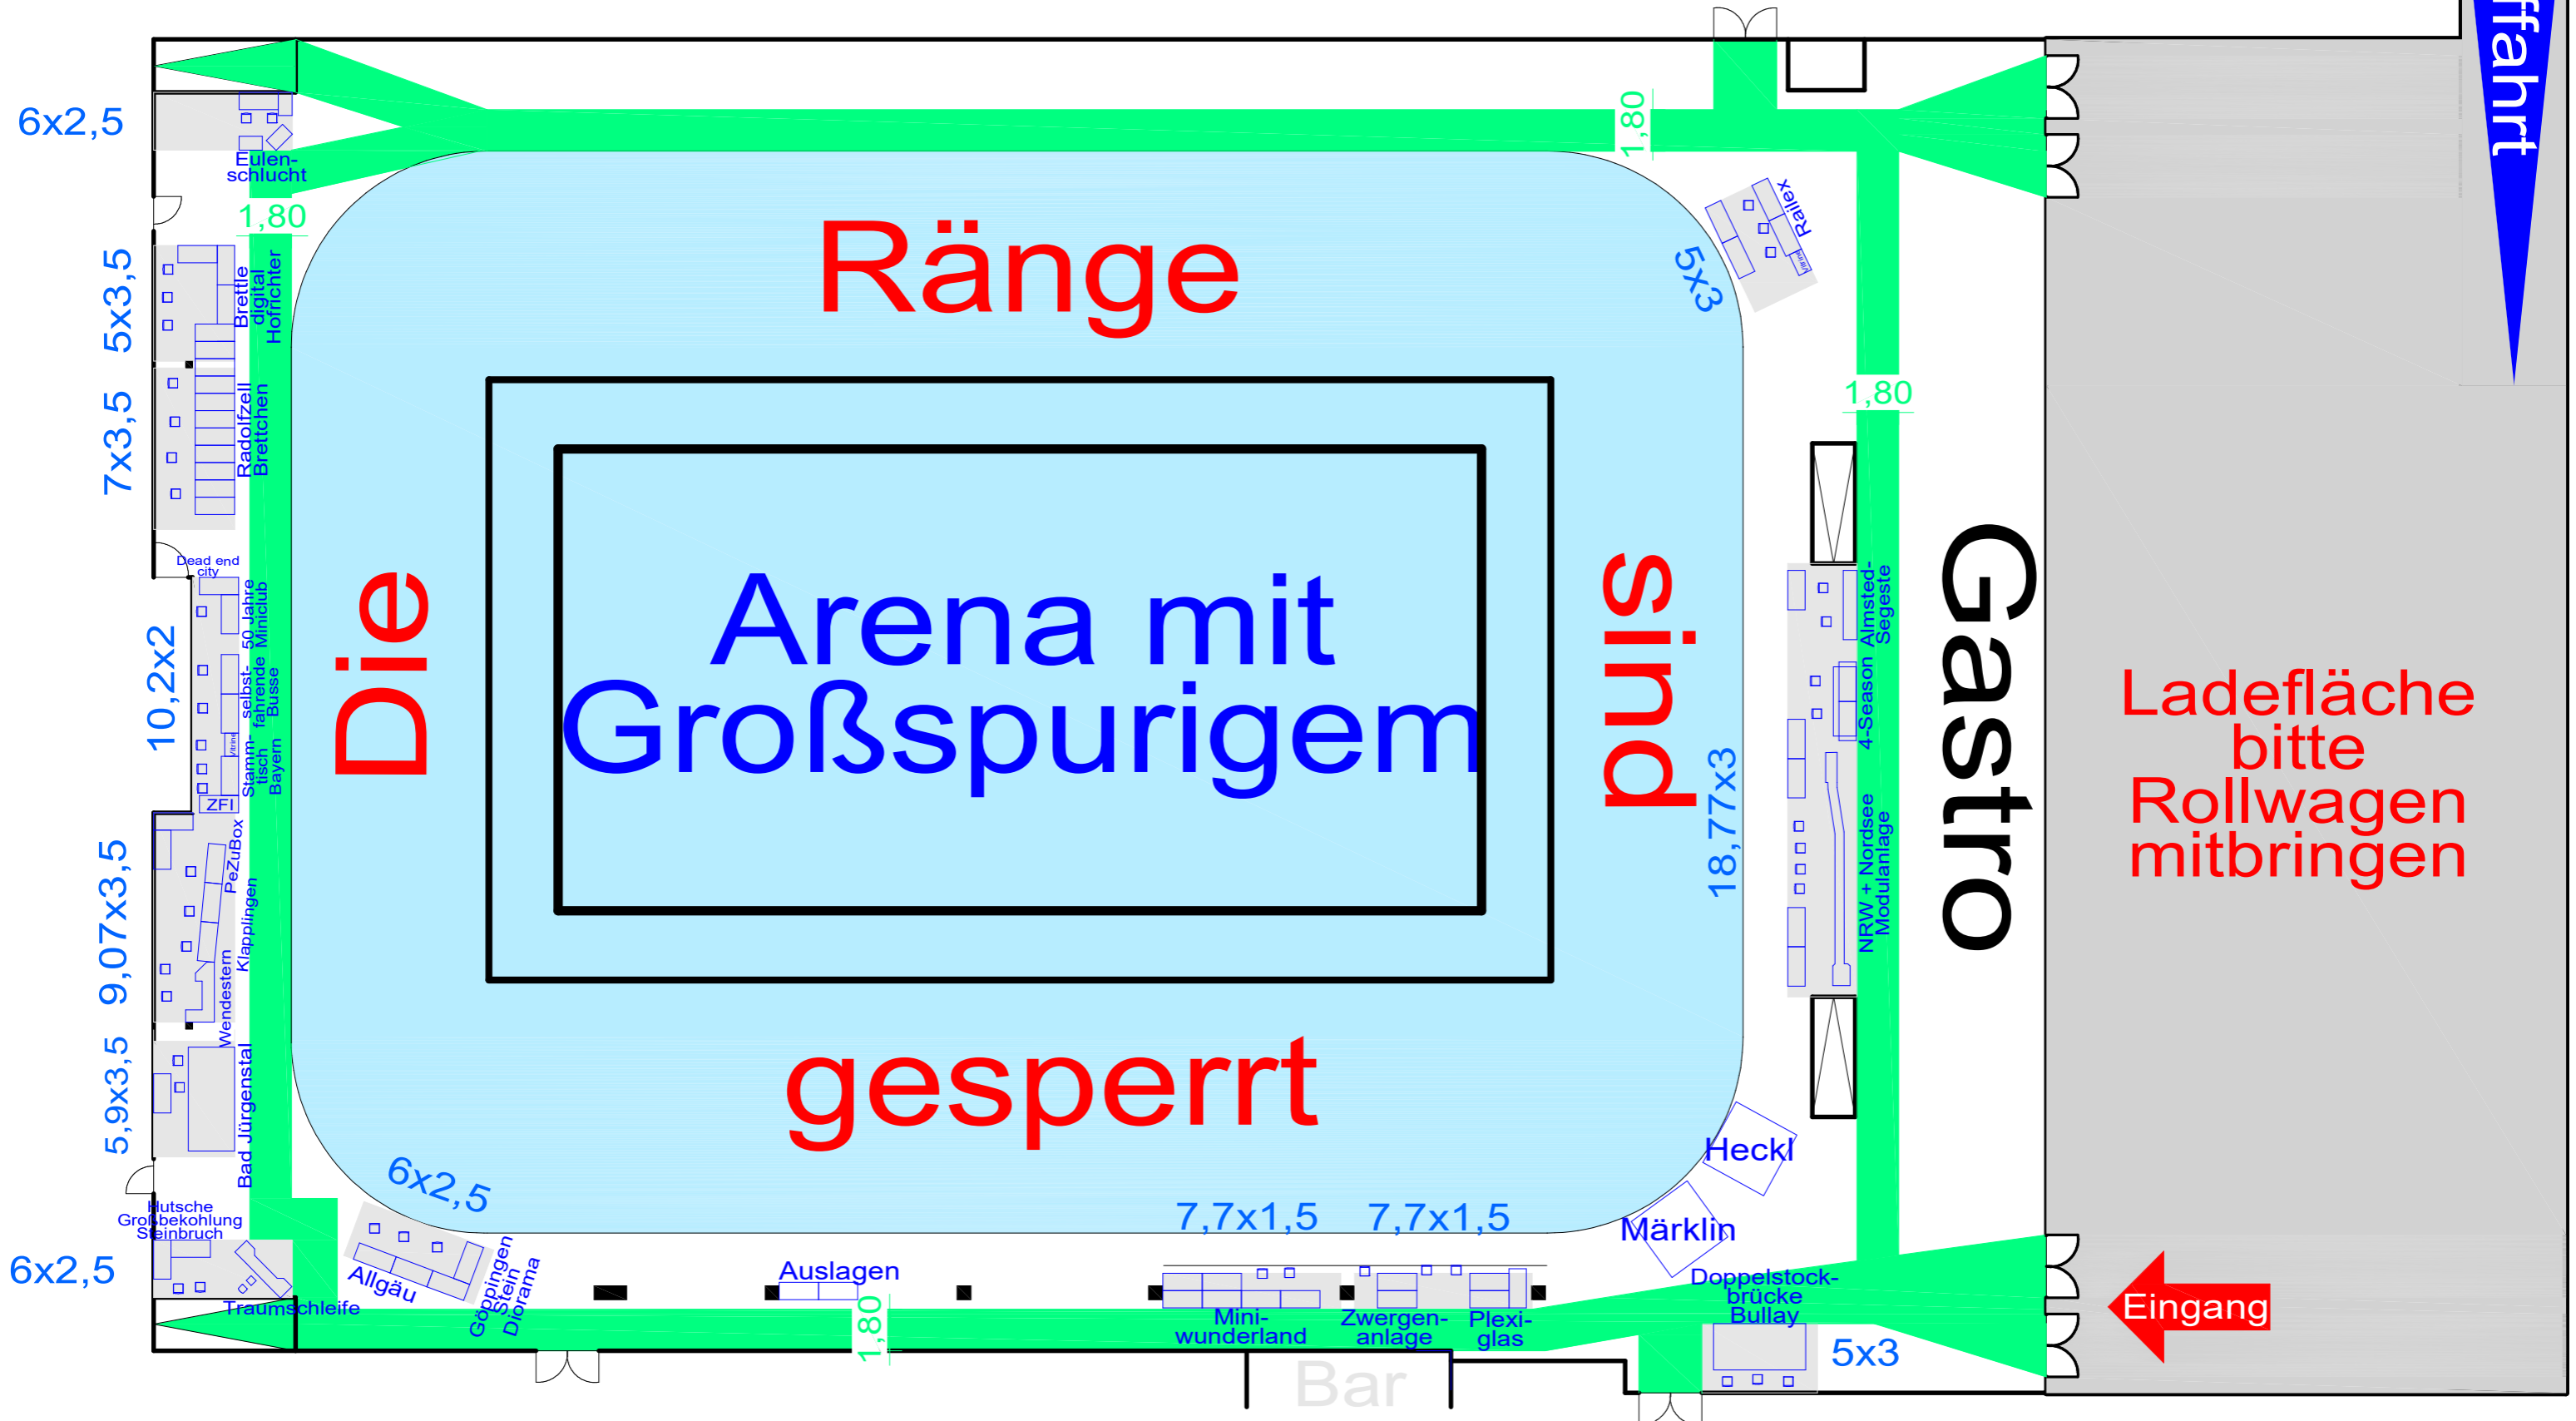 ffahrt
6x2,5
Eulen-
schlucht
1,80
1,80
Railex
5x3
Vitrine
Ränge
5x3,5
Brettle
digital
Hofrichter
7x3,5
Radolfzell
Brettchen
1,80
Dead end
city
10,2x2
50 Jahre
Miniclub
selbst-
fahrende
Busse
Vitrine
Stamm-
tisch
Bayern
ZFI
Die
Arena mit
Großspurigem
sind
18,77x3
Almsted-
Segeste
4-Season
NRW + Nordsee
Modulanlage
Gastro
Ladefläche
bitte
Rollwagen
mitbringen
9,07x3,5
PeZuBox
Klapplingen
Wendestern
5,9x3,5
Bad Jürgenstal
gesperrt
Heckl
Märklin
6x2,5
7,7x1,5
7,7x1,5
Hutsche
Großbekohlung
Steinbruch
6x2,5
Traumschleife
Allgäu
Göppingen
Stein
Diorama
Auslagen
1,80
Mini-
wunderland
Zwergen-
anlage
Plexi-
glas
Doppelstock-
brücke
Bullay
5x3
Eingang
Bar